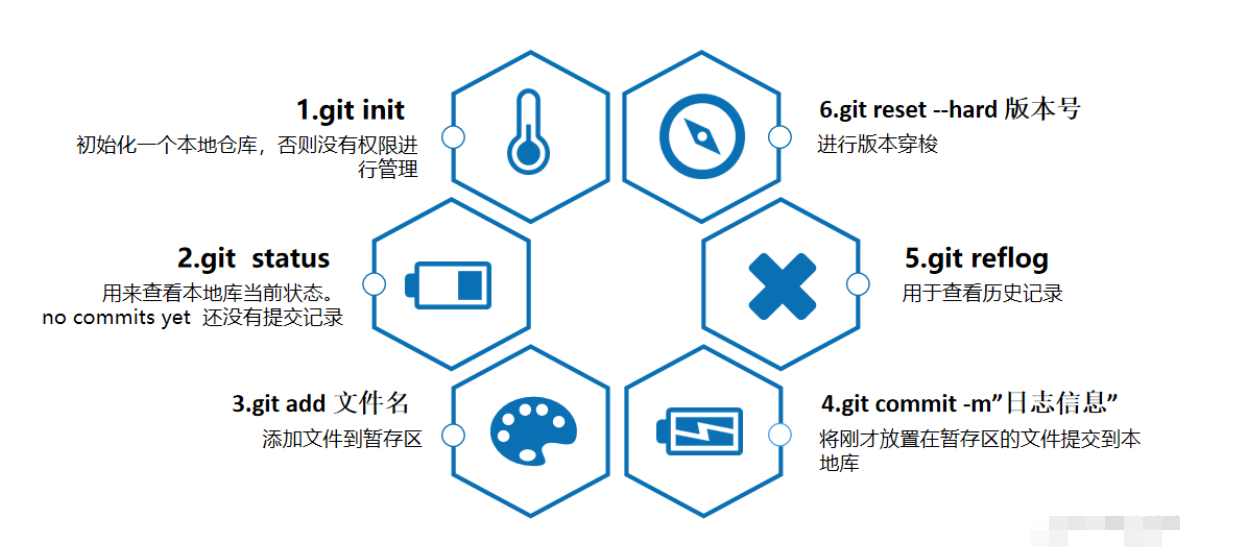 1.git init
初始化一个本地仓库，否则没有权限进
行管理
2.git  status
用来查看本地库当前状态。
no commits yet  还没有提交记录
3.git add 文件名
添加文件到暂存区
4.git commit -m”日志信息”
将刚才放置在暂存区的文件提交到本
地库
5.git reflog
用于查看历史记录
6.git reset --hard 版本号
进行版本穿梭